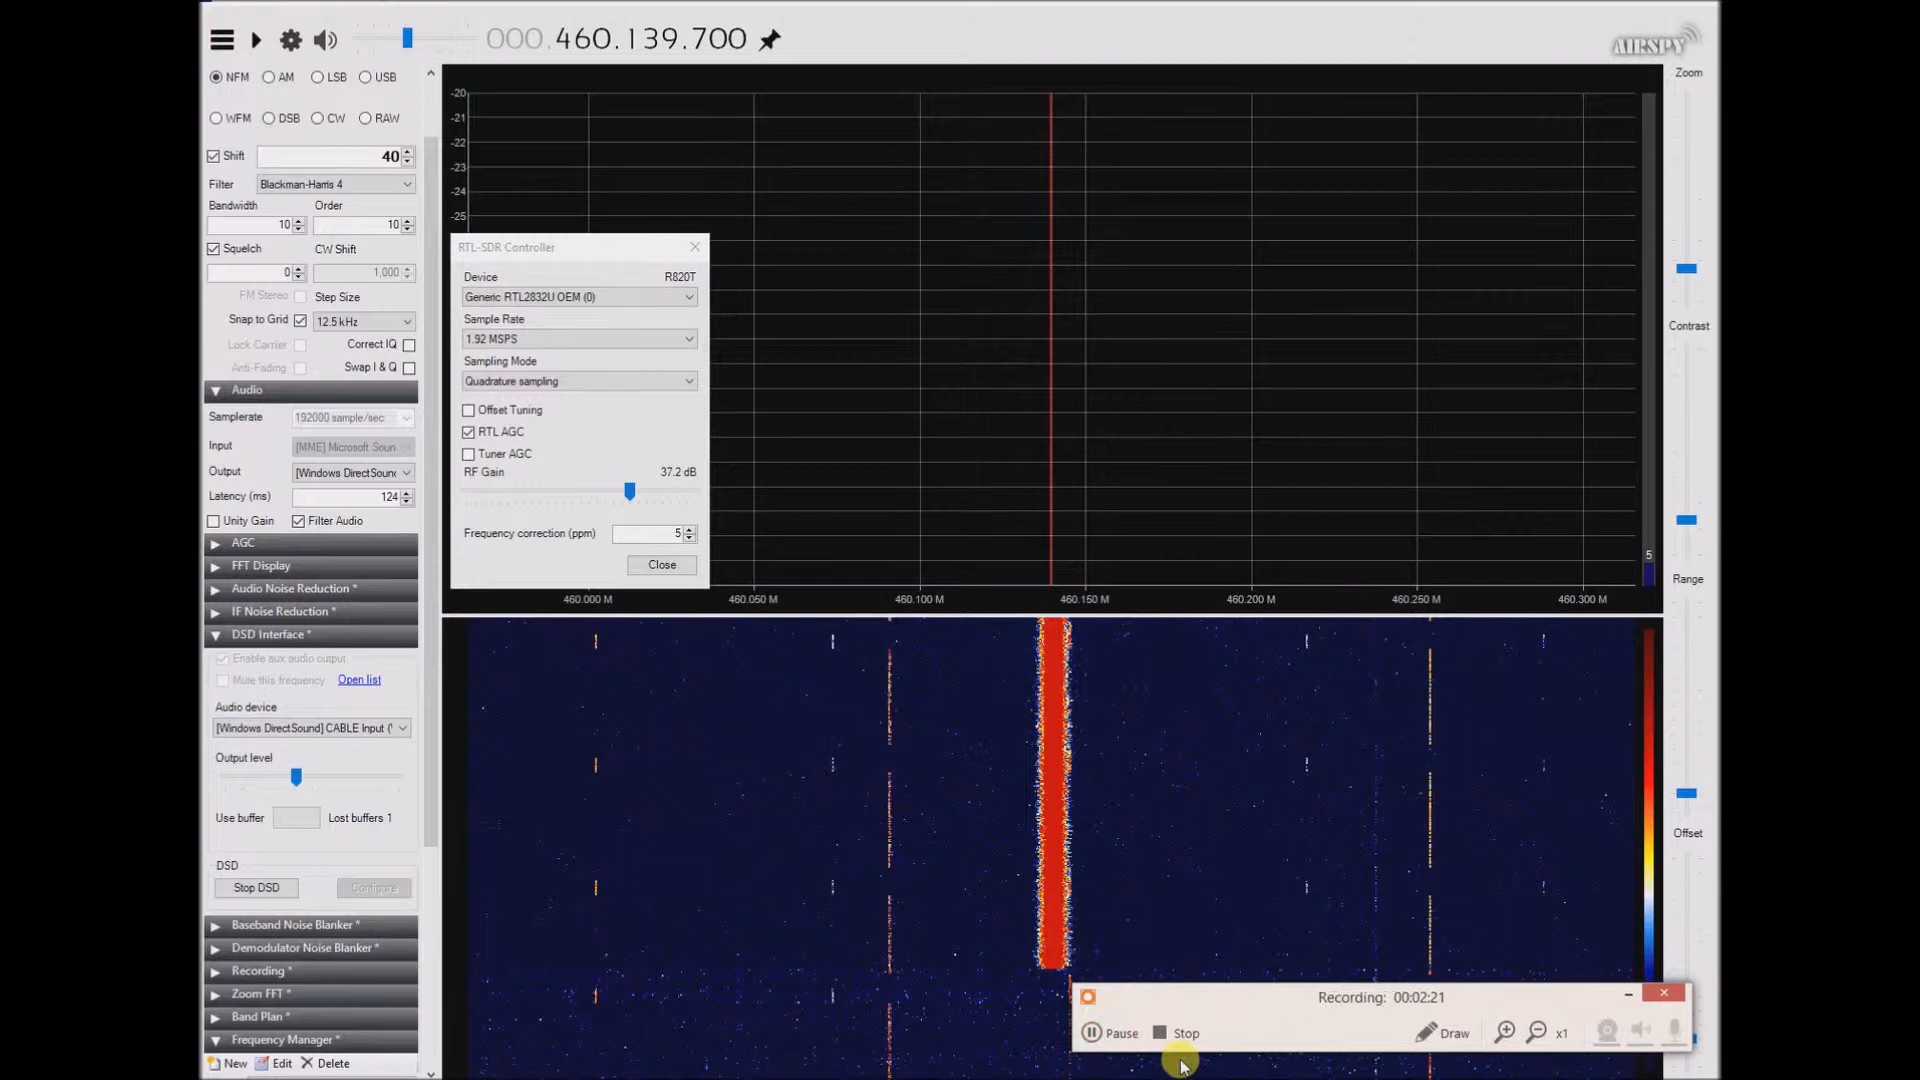 000.460.139.700
AIRSPY
NFM AM LSB USB
WFM DSB CW RAW
Shift 40
Filter Blackman-Harris 4
Bandwidth Order
10 10
Squelch CW Shift
0 1,000
FM Stereo Step Size
Snap to Grid 12.5 kHz
Lock Carrier Correct IQ
Anti-Fading Swap I & Q
Audio
Samplerate 192000 sample/sec
Input [MME] Microsoft Soun
Output [Windows DirectSoun
Latency (ms) 124
Unity Gain Filter Audio
AGC
FFT Display
Audio Noise Reduction *
IF Noise Reduction *
DSD Interface *
Enable aux audio output
Mute this frequency Open list
Audio device
[Windows DirectSound] CABLE Input (
Output level
Use buffer Lost buffers 1
DSD
Stop DSD Configure
Baseband Noise Blanker *
Demodulator Noise Blanker *
Recording *
Zoom FFT *
Band Plan *
Frequency Manager *
New Edit Delete
-20
-21
-22
-23
-24
-25
RTL-SDR Controller
Device R820T
Generic RTL2832U OEM (0)
Sample Rate
1.92 MSPS
Sampling Mode
Quadrature sampling
Offset Tuning
RTL AGC
Tuner AGC
RF Gain 37.2 dB
Frequency correction (ppm) 5
Close
5
460.000 M 460.050 M 460.100 M 460.150 M 460.200 M 460.250 M 460.300 M
Zoom
Contrast
Range
Offset
Recording: 00:02:21
Pause Stop Draw x1